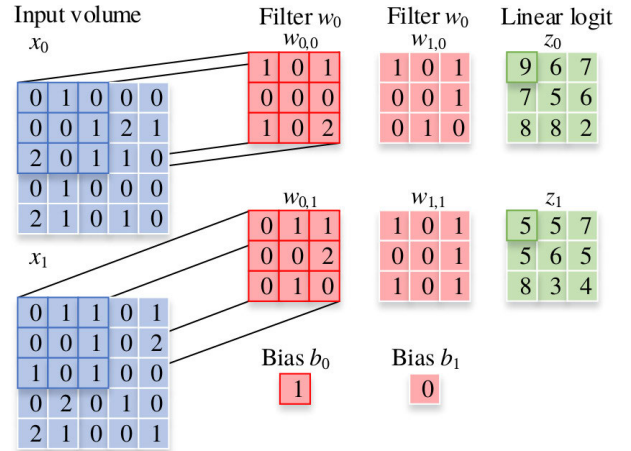 Input volume Filter w0 Filter w0 Linear logit
x0 w0,0 w1,0 z0
1 0 1 1 0 1 9 6 7
0 1 0 0 0 0 0 0 0 0 1 7 5 6
0 0 1 2 1 1 0 2 0 1 0 8 8 2
2 0 1 1 0
0 1 0 0 0
2 1 0 1 0
w0,1 w1,1 z1
x1 0 1 1 1 0 1 5 5 7
0 0 2 0 0 1 5 6 5
0 1 0 1 0 1 8 3 4
0 1 1 0 1
0 0 1 0 2
1 0 1 0 0
0 2 0 1 0
2 1 0 0 1
Bias b0 Bias b1
1 0